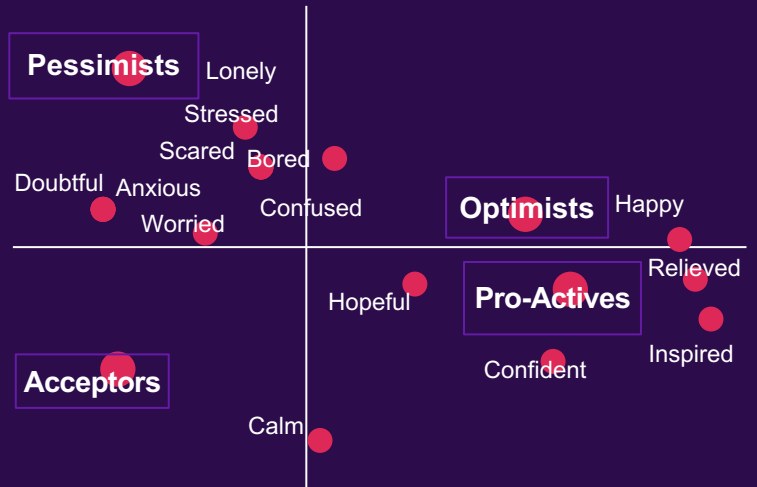 Pessimists
Lonely
Stressed
Scared
Bored
Doubtful
Anxious
Worried
Confused
Optimists
Happy
Relieved
Hopeful
Pro-Actives
Inspired
Confident
Acceptors
Calm